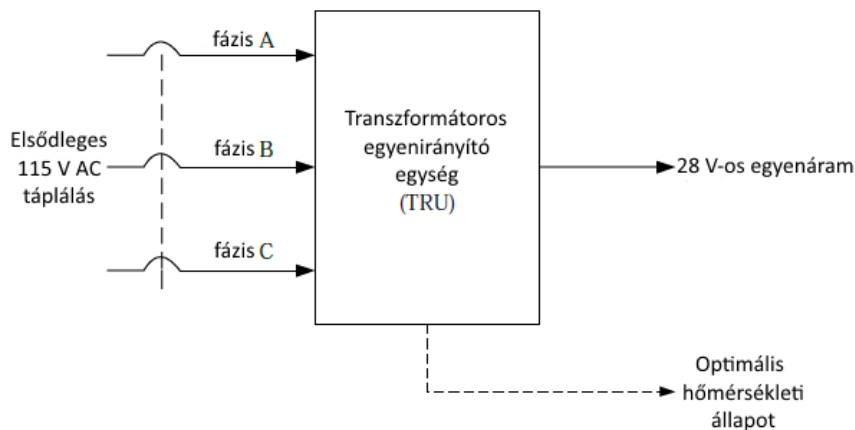 fázis A
Elsődleges
115 V AC
táplálás
fázis B
fázis C
Transzformátoros
egyenirányító
egység
(TRU)
28 V-os egyenáram
Optimális
hőmérsékleti
állapot